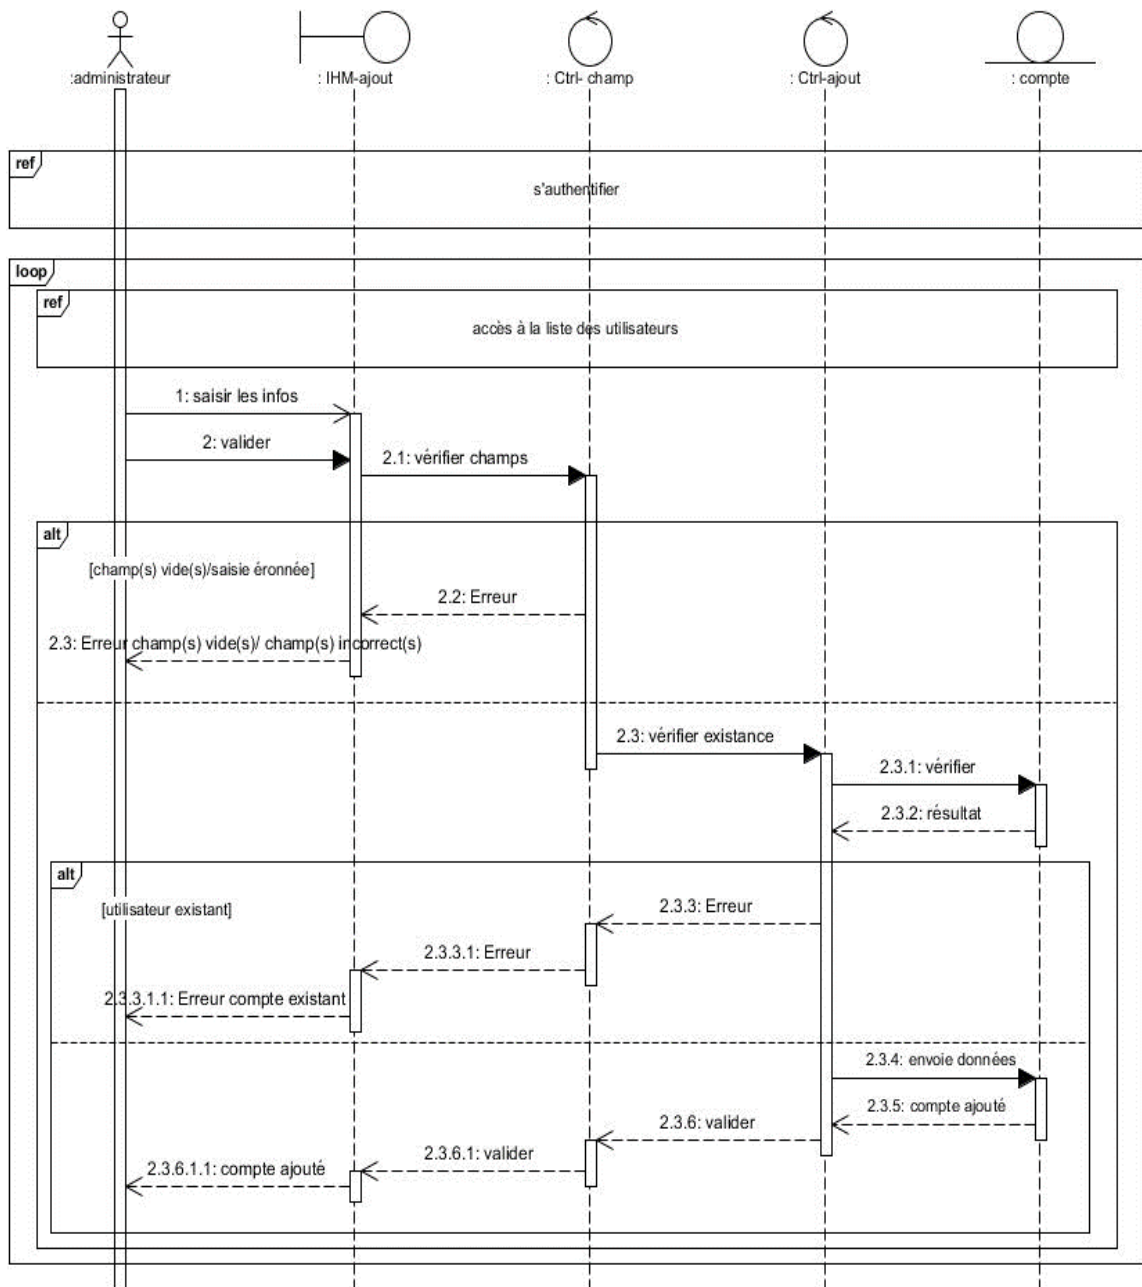 :administrateur
: IHM-ajout
: Ctrl- champ
: Ctrl-ajout
: compte
ref
s'authentifier
loop
ref
accès à la liste des utilisateurs
1: saisir les infos
2: valider
2.1: vérifier champs
alt
[champ(s) vide(s)/saisie éronnée]
2.2: Erreur
2.3: Erreur champ(s) vide(s)/ champ(s) incorrect(s)
2.3: vérifier existance
2.3.1: vérifier
2.3.2: résultat
alt
[utilisateur existant]
2.3.3: Erreur
2.3.3.1: Erreur
2.3.3.1.1: Erreur compte existant
2.3.4: envoie données
2.3.5: compte ajouté
2.3.6: valider
2.3.6.1: valider
2.3.6.1.1: compte ajouté